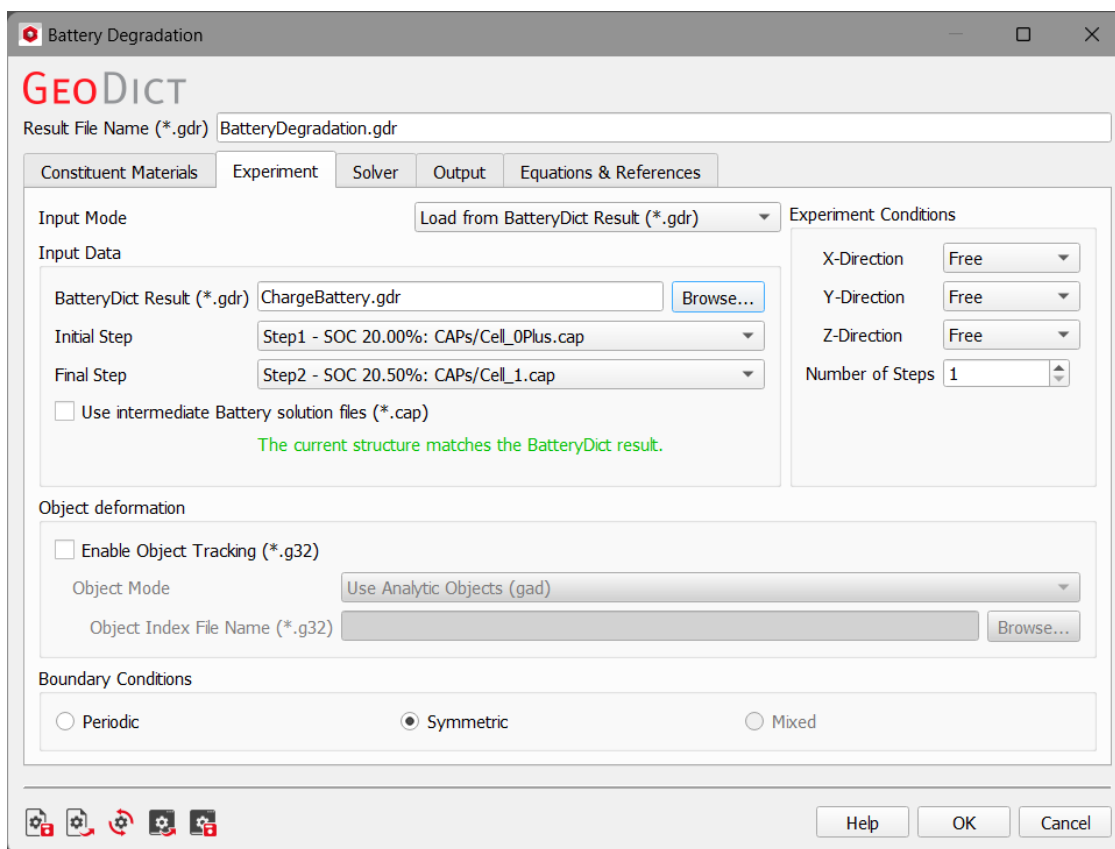 Battery Degradation
GEODICT
Result File Name (*.gdr) BatteryDegradation.gdr
Constituent Materials Experiment Solver Output Equations & References
Input Mode Load from BatteryDict Result (*.gdr)
Input Data
BatteryDict Result (*.gdr) ChargeBattery.gdr Browse...
Initial Step Step1 - SOC 20.00%: CAPs/Cell_0Plus.cap
Final Step Step2 - SOC 20.50%: CAPs/Cell_1.cap
Use intermediate Battery solution files (*.cap)
The current structure matches the BatteryDict result.
Experiment Conditions
X-Direction Free
Y-Direction Free
Z-Direction Free
Number of Steps 1
Object deformation
Enable Object Tracking (*.g32)
Object Mode Use Analytic Objects (gad)
Object Index File Name (*.g32) Browse...
Boundary Conditions
Periodic Symmetric Mixed
Help OK Cancel